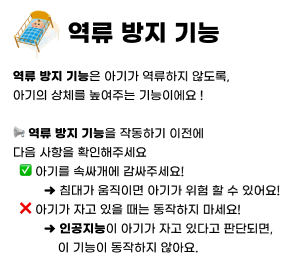 역류 방지 기능
역류 방지 기능은 아기가 역류하지 않도록,
아기의 상체를 높여주는 기능이에요 !
📢 역류 방지 기능을 작동하기 이전에
다음 사항을 확인해주세요
✅ 아기를 속싸개에 감싸주세요!
➜ 침대가 움직이면 아기가 위험 할 수 있어요!
❌ 아기가 자고 있을 때는 동작하지 마세요!
➜ 인공지능이 아기가 자고 있다고 판단되면,
이 기능이 동작하지 않아요.